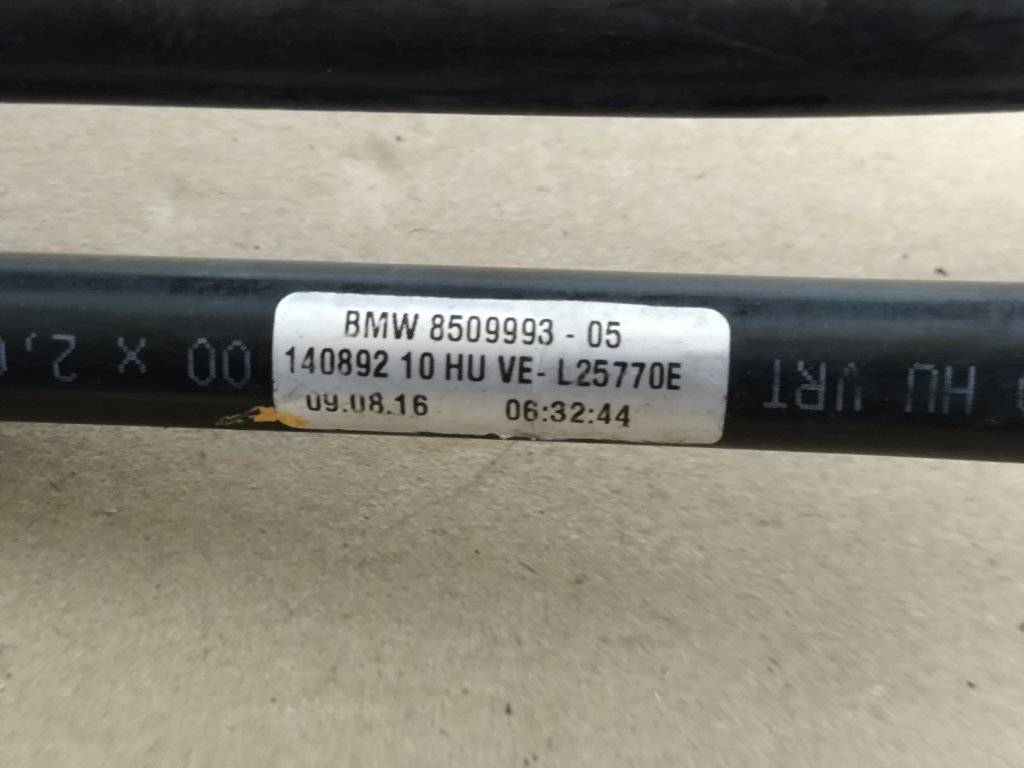 BMW 8509993 - 05
140892 10 HU VE- L25770E
09.08.16 06:32:44
HU VRT
00 x 2,